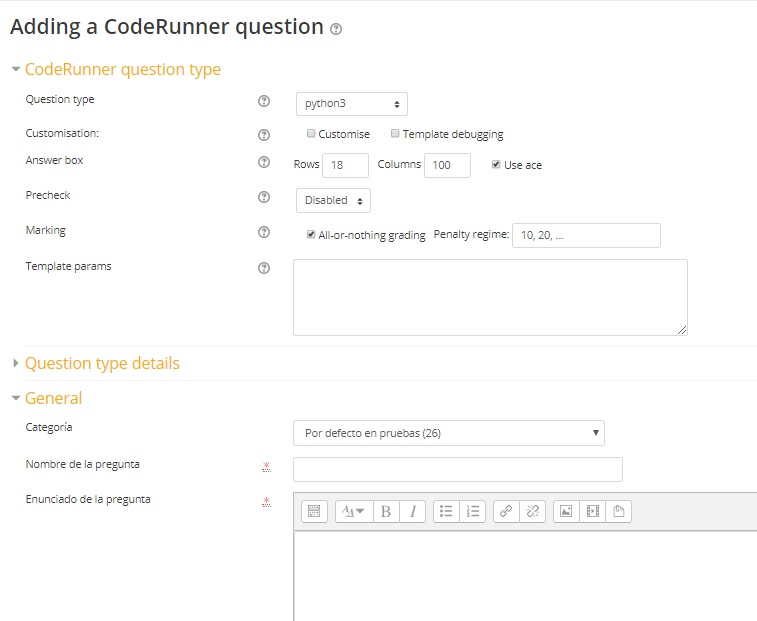 Adding a CodeRunner question
CodeRunner question type
Question type python3
Customisation: Customise Template debugging
Answer box Rows 18 Columns 100 Use ace
Precheck Disabled
Marking All-or-nothing grading Penalty regime: 10, 20, ...
Template params
Question type details
General
Categoría Por defecto en pruebas (26)
Nombre de la pregunta
Enunciado de la pregunta
B I